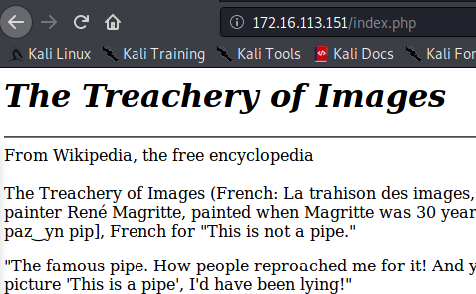 172.16.113.151/index.php
Kali Linux Kali Training Kali Tools Kali Docs Kali For
The Treachery of Images
From Wikipedia, the free encyclopedia
The Treachery of Images (French: La trahison des images,
painter René Magritte, painted when Magritte was 30 year
paz‿yn pip], French for "This is not a pipe."
"The famous pipe. How people reproached me for it! And y
picture 'This is a pipe', I'd have been lying!"